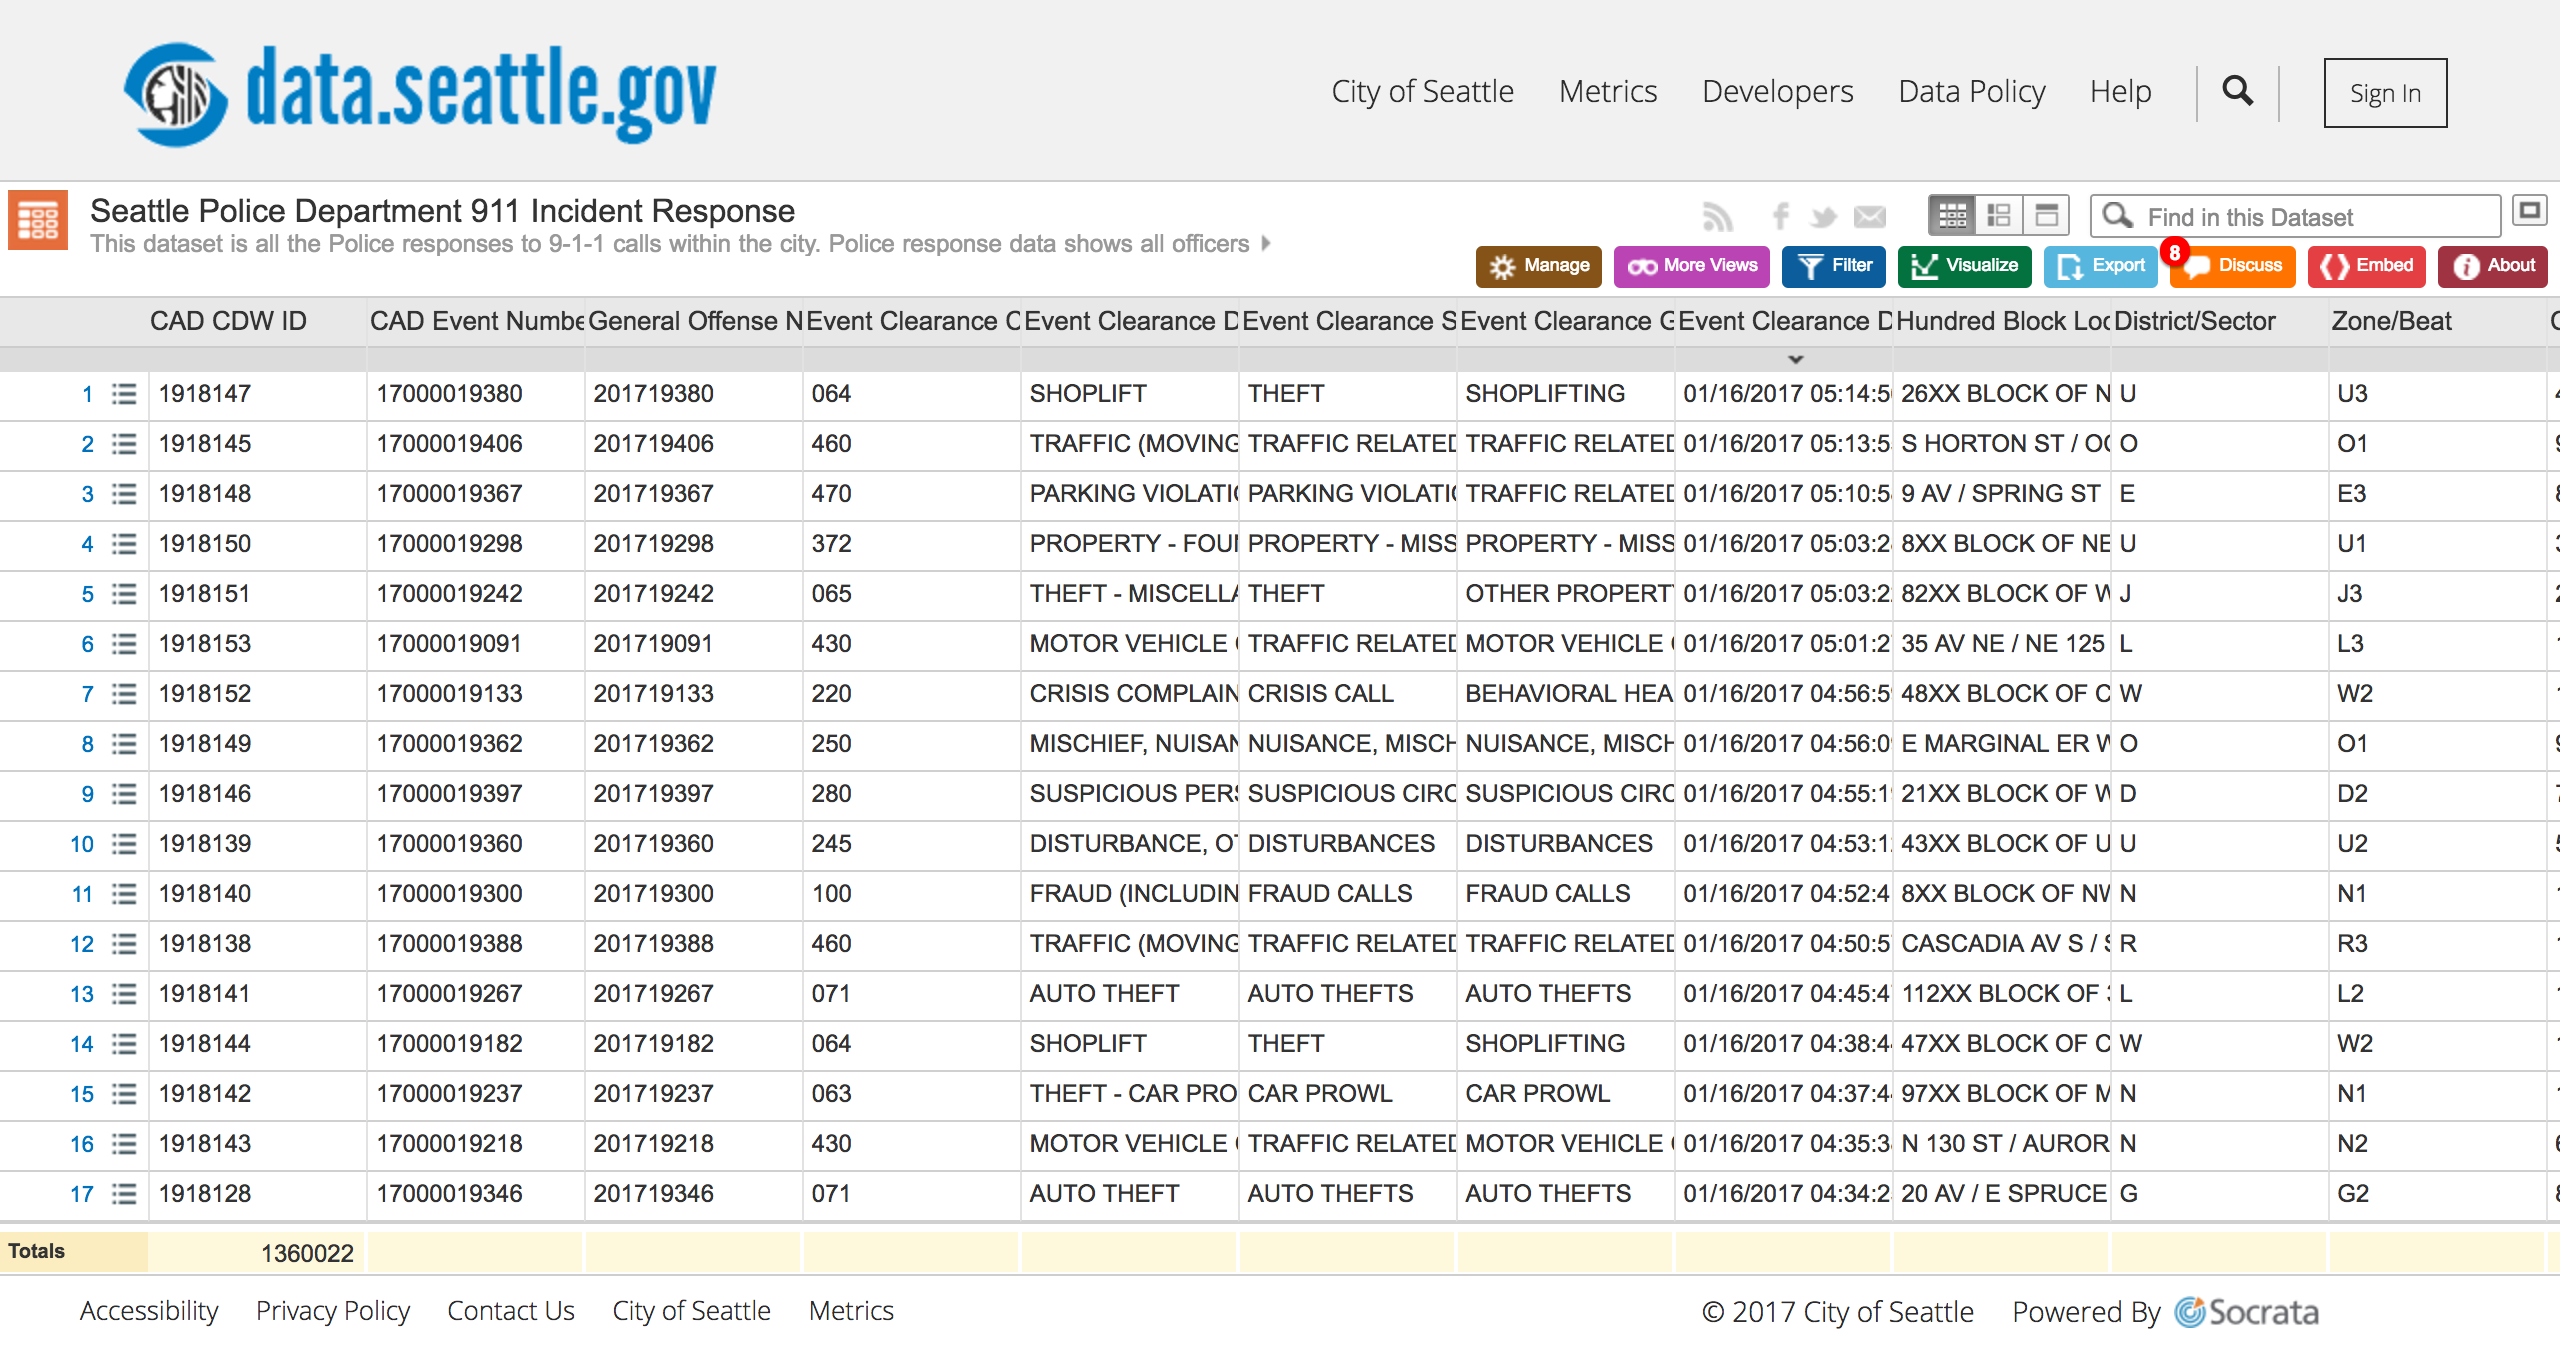 data.seattle.gov
City of Seattle Metrics Developers Data Policy Help Sign In
Seattle Police Department 911 Incident Response
This dataset is all the Police responses to 9-1-1 calls within the city. Police response data shows all officers
Find in this Dataset
Manage More Views Filter Visualize Export 8 Discuss Embed About
CAD CDW ID CAD Event Numbe General Offense N Event Clearance C Event Clearance D Event Clearance S Event Clearance G Event Clearance D Hundred Block Loc District/Sector Zone/Beat
1 1918147 17000019380 201719380 064 SHOPLIFT THEFT SHOPLIFTING 01/16/2017 05:14:5 26XX BLOCK OF N U U3
2 1918145 17000019406 201719406 460 TRAFFIC (MOVING TRAFFIC RELATED TRAFFIC RELATED 01/16/2017 05:13:5 S HORTON ST / OC O O1
3 1918148 17000019367 201719367 470 PARKING VIOLATIO PARKING VIOLATIO TRAFFIC RELATED 01/16/2017 05:10:5 9 AV / SPRING ST E E3
4 1918150 17000019298 201719298 372 PROPERTY - FOUN PROPERTY - MISS PROPERTY - MISS 01/16/2017 05:03:2 8XX BLOCK OF NE U U1
5 1918151 17000019242 201719242 065 THEFT - MISCELLA THEFT OTHER PROPERTY 01/16/2017 05:03:2 82XX BLOCK OF W J J3
6 1918153 17000019091 201719091 430 MOTOR VEHICLE TRAFFIC RELATED MOTOR VEHICLE 01/16/2017 05:01:2 35 AV NE / NE 125 L L3
7 1918152 17000019133 201719133 220 CRISIS COMPLAIN CRISIS CALL BEHAVIORAL HEA 01/16/2017 04:56:5 48XX BLOCK OF C W W2
8 1918149 17000019362 201719362 250 MISCHIEF, NUISAN NUISANCE, MISCH NUISANCE, MISCH 01/16/2017 04:56:0 E MARGINAL ER W O O1
9 1918146 17000019397 201719397 280 SUSPICIOUS PERS SUSPICIOUS CIRC SUSPICIOUS CIRC 01/16/2017 04:55:1 21XX BLOCK OF W D D2
10 1918139 17000019360 201719360 245 DISTURBANCE, OT DISTURBANCES DISTURBANCES 01/16/2017 04:53:1 43XX BLOCK OF U U U2
11 1918140 17000019300 201719300 100 FRAUD (INCLUDIN FRAUD CALLS FRAUD CALLS 01/16/2017 04:52:4 8XX BLOCK OF NW N N1
12 1918138 17000019388 201719388 460 TRAFFIC (MOVING TRAFFIC RELATED TRAFFIC RELATED 01/16/2017 04:50:5 CASCADIA AV S / S R R3
13 1918141 17000019267 201719267 071 AUTO THEFT AUTO THEFTS AUTO THEFTS 01/16/2017 04:45:4 112XX BLOCK OF L L2
14 1918144 17000019182 201719182 064 SHOPLIFT THEFT SHOPLIFTING 01/16/2017 04:38:4 47XX BLOCK OF C W W2
15 1918142 17000019237 201719237 063 THEFT - CAR PRO CAR PROWL CAR PROWL 01/16/2017 04:37:4 97XX BLOCK OF M N N1
16 1918143 17000019218 201719218 430 MOTOR VEHICLE TRAFFIC RELATED MOTOR VEHICLE 01/16/2017 04:35:3 N 130 ST / AUROR N N2
17 1918128 17000019346 201719346 071 AUTO THEFT AUTO THEFTS AUTO THEFTS 01/16/2017 04:34:2 20 AV / E SPRUCE G G2
Totals 1360022
Accessibility Privacy Policy Contact Us City of Seattle Metrics © 2017 City of Seattle Powered By Socrata